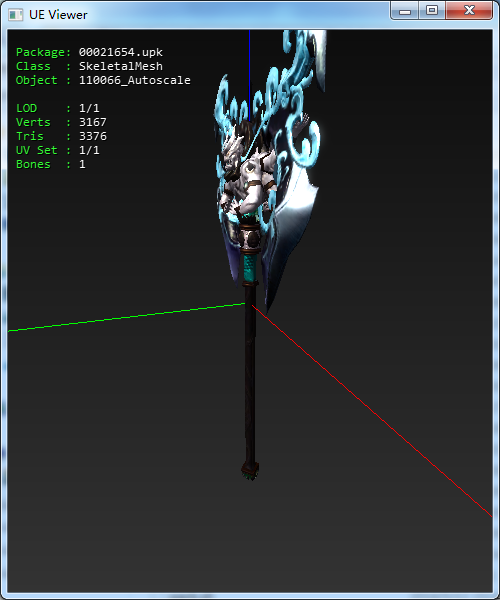 UE Viewer
Package: 00021654.upk
Class : SkeletalMesh
Object : 110066_Autoscale
LOD : 1/1
Verts : 3167
Tris : 3376
UV Set : 1/1
Bones : 1